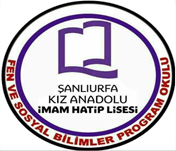 ŞANLIURFA
KIZ ANADOLU
İMAM HATİP LİSESİ
FEN VE SOSYAL BİLİMLER PROGRAM OKULU